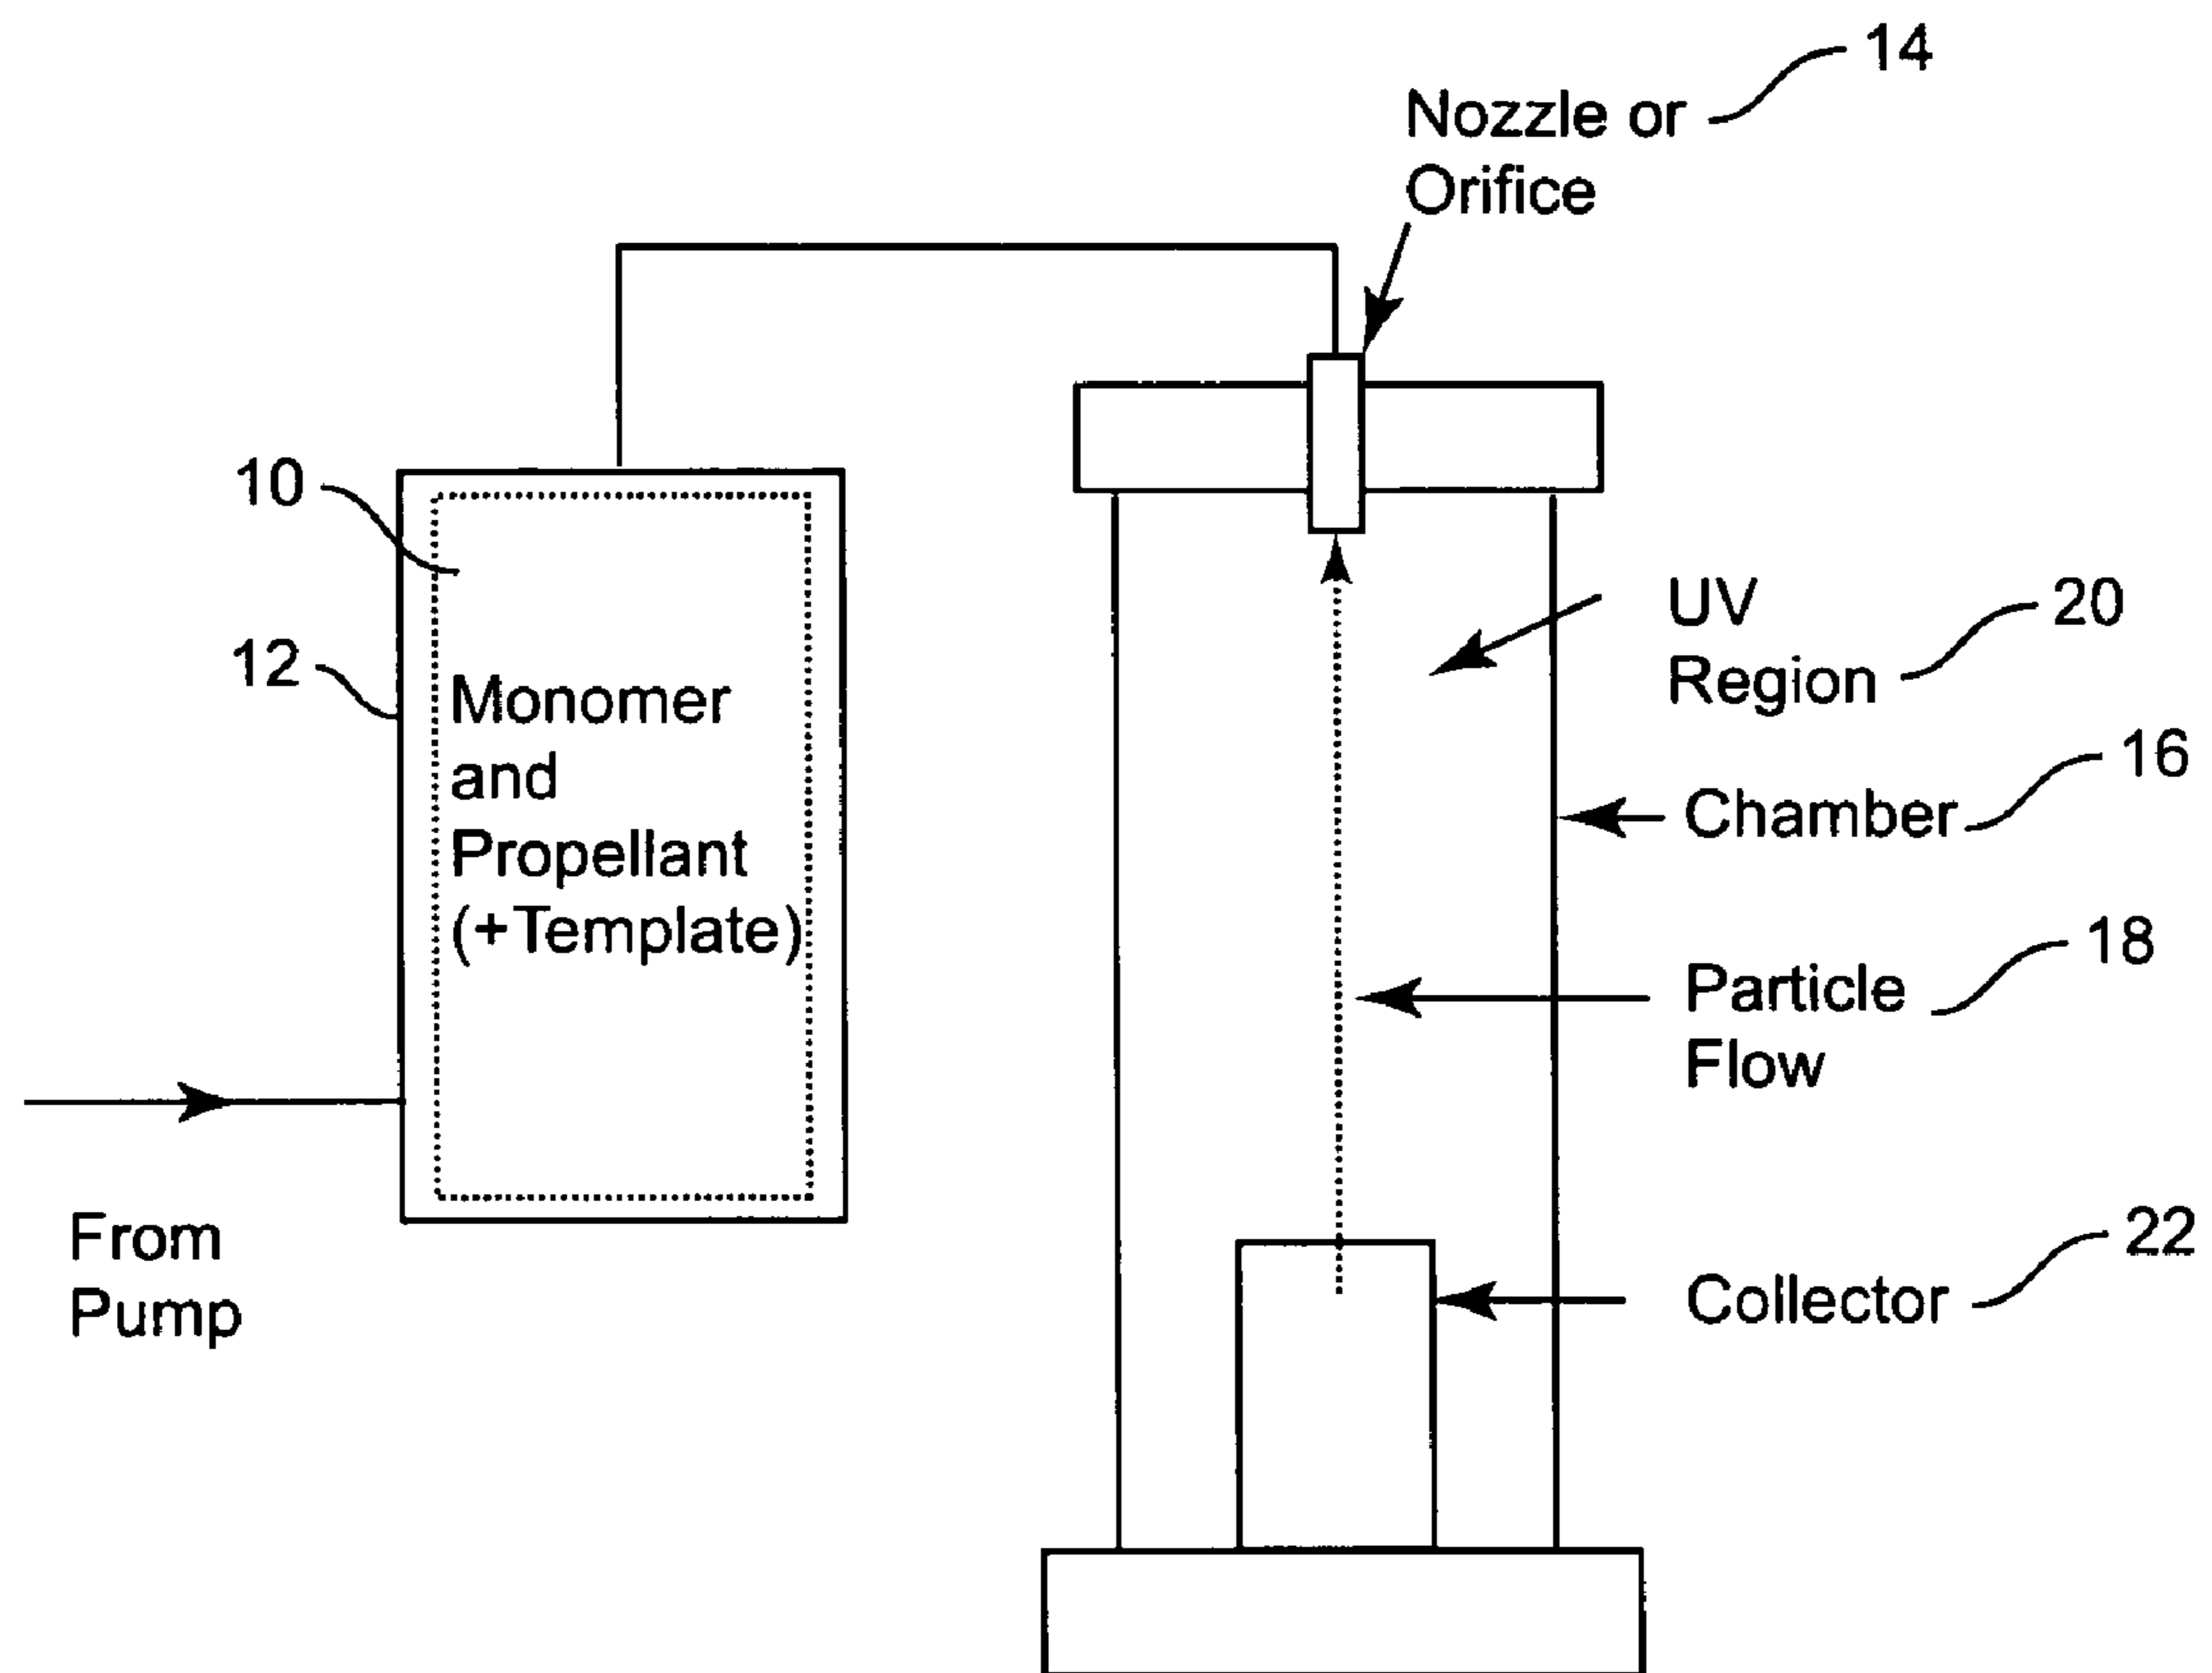 14
Nozzle or
Orifice
10
12
Monomer
and
Propellant
(+Template)
From
Pump
UV
Region
20
16
Chamber
18
Particle
Flow
22
Collector